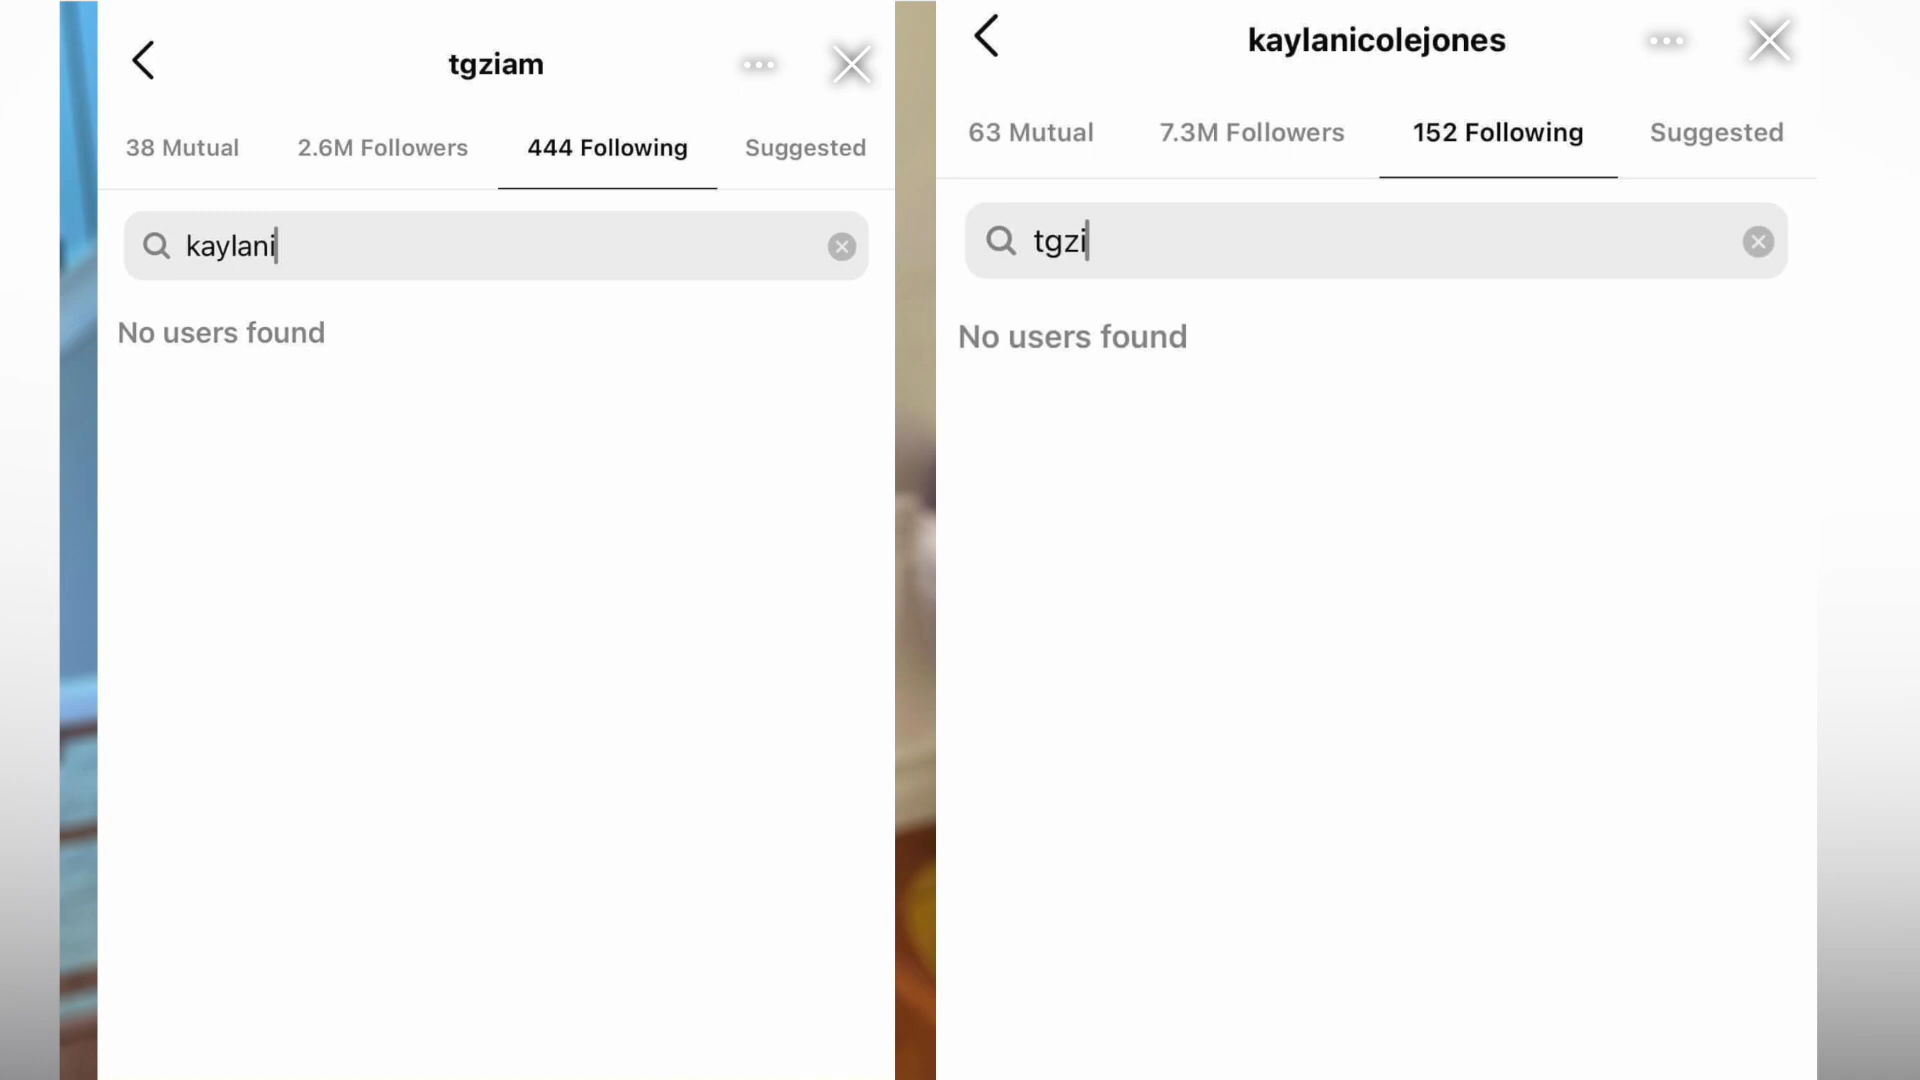 tgziam
38 Mutual 2.6M Followers 444 Following Suggested
kaylani
No users found
kaylanicolejones
63 Mutual 7.3M Followers 152 Following Suggested
tgzi
No users found